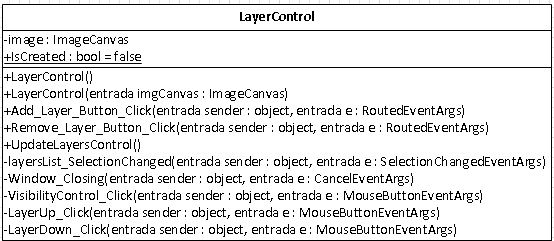 LayerControl
-image : ImageCanvas
+IsCreated : bool = false
+LayerControl()
+LayerControl(entrada imgCanvas : ImageCanvas)
+Add_Layer_Button_Click(entrada sender : object, entrada e : RoutedEventArgs)
+Remove_Layer_Button_Click(entrada sender : object, entrada e : RoutedEventArgs)
+UpdateLayersControl()
-layersList_SelectionChanged(entrada sender : object, entrada e : SelectionChangedEventArgs)
-Window_Closing(entrada sender : object, entrada e : CancelEventArgs)
-VisibilityControl_Click(entrada sender : object, entrada e : MouseButtonEventArgs)
-LayerUp_Click(entrada sender : object, entrada e : MouseButtonEventArgs)
-LayerDown_Click(entrada sender : object, entrada e : MouseButtonEventArgs)